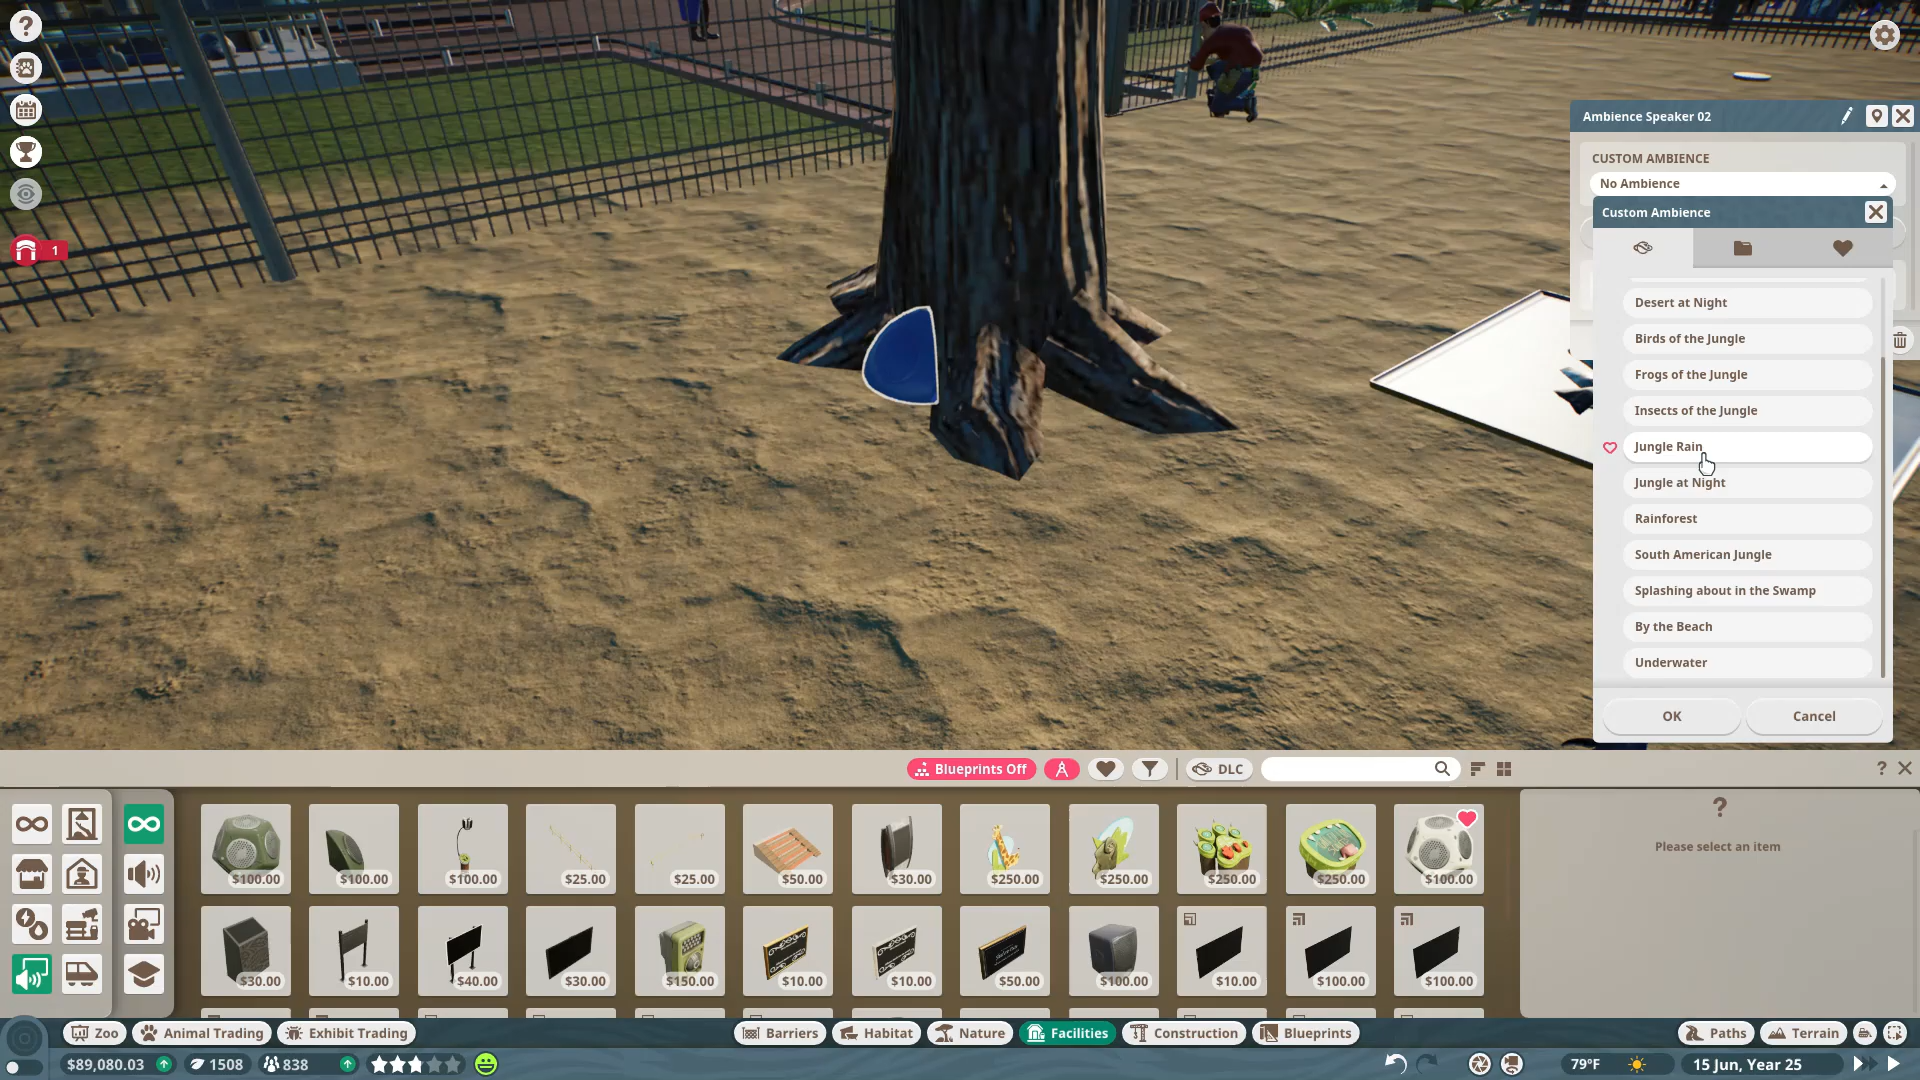 ?
1
Ambience Speaker 02
CUSTOM AMBIENCE
No Ambience
Custom Ambience
Desert at Night
Birds of the Jungle
Frogs of the Jungle
Insects of the Jungle
Jungle Rain
Jungle at Night
Rainforest
South American Jungle
Splashing about in the Swamp
By the Beach
Underwater
OK Cancel
Blueprints Off DLC ?
$100.00 $100.00 $100.00 $25.00 $25.00 $50.00 $30.00 $250.00 $250.00 $250.00 $250.00 $100.00
$30.00 $10.00 $40.00 $30.00 $150.00 $10.00 $10.00 $50.00 $100.00 $10.00 $100.00 $100.00
?
Please select an item
Zoo Animal Trading Exhibit Trading Barriers Habitat Nature Facilities Construction Blueprints Paths Terrain
$89,080.03 1508 838 79°F 15 Jun, Year 25